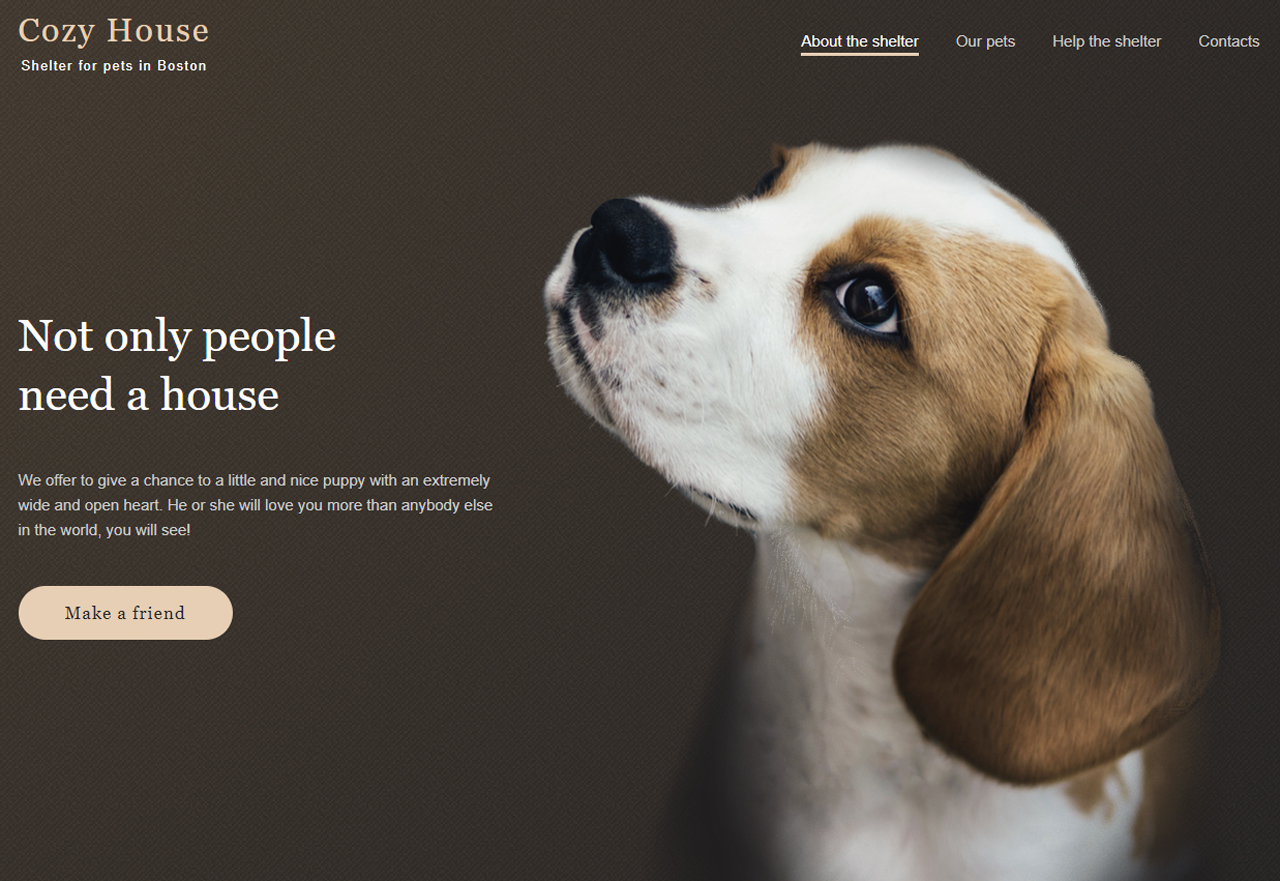 Cozy House
Shelter for pets in Boston
About the shelter
Our pets
Help the shelter
Contacts
Not only people
need a house
We offer to give a chance to a little and nice puppy with an extremely
wide and open heart. He or she will love you more than anybody else
in the world, you will see!
Make a friend